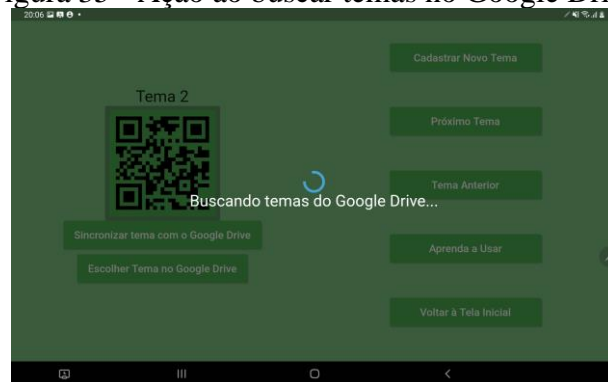 Figura 33 - Ação ao buscar temas no Google Dri
20:06
Cadastrar Novo Tema
Tema 2
Próximo Tema
Buscando temas do Google Drive...
Tema Anterior
Sincronizar tema com o Google Drive
Aprenda a Usar
Escolher Tema no Google Drive
Voltar à Tela Inicial